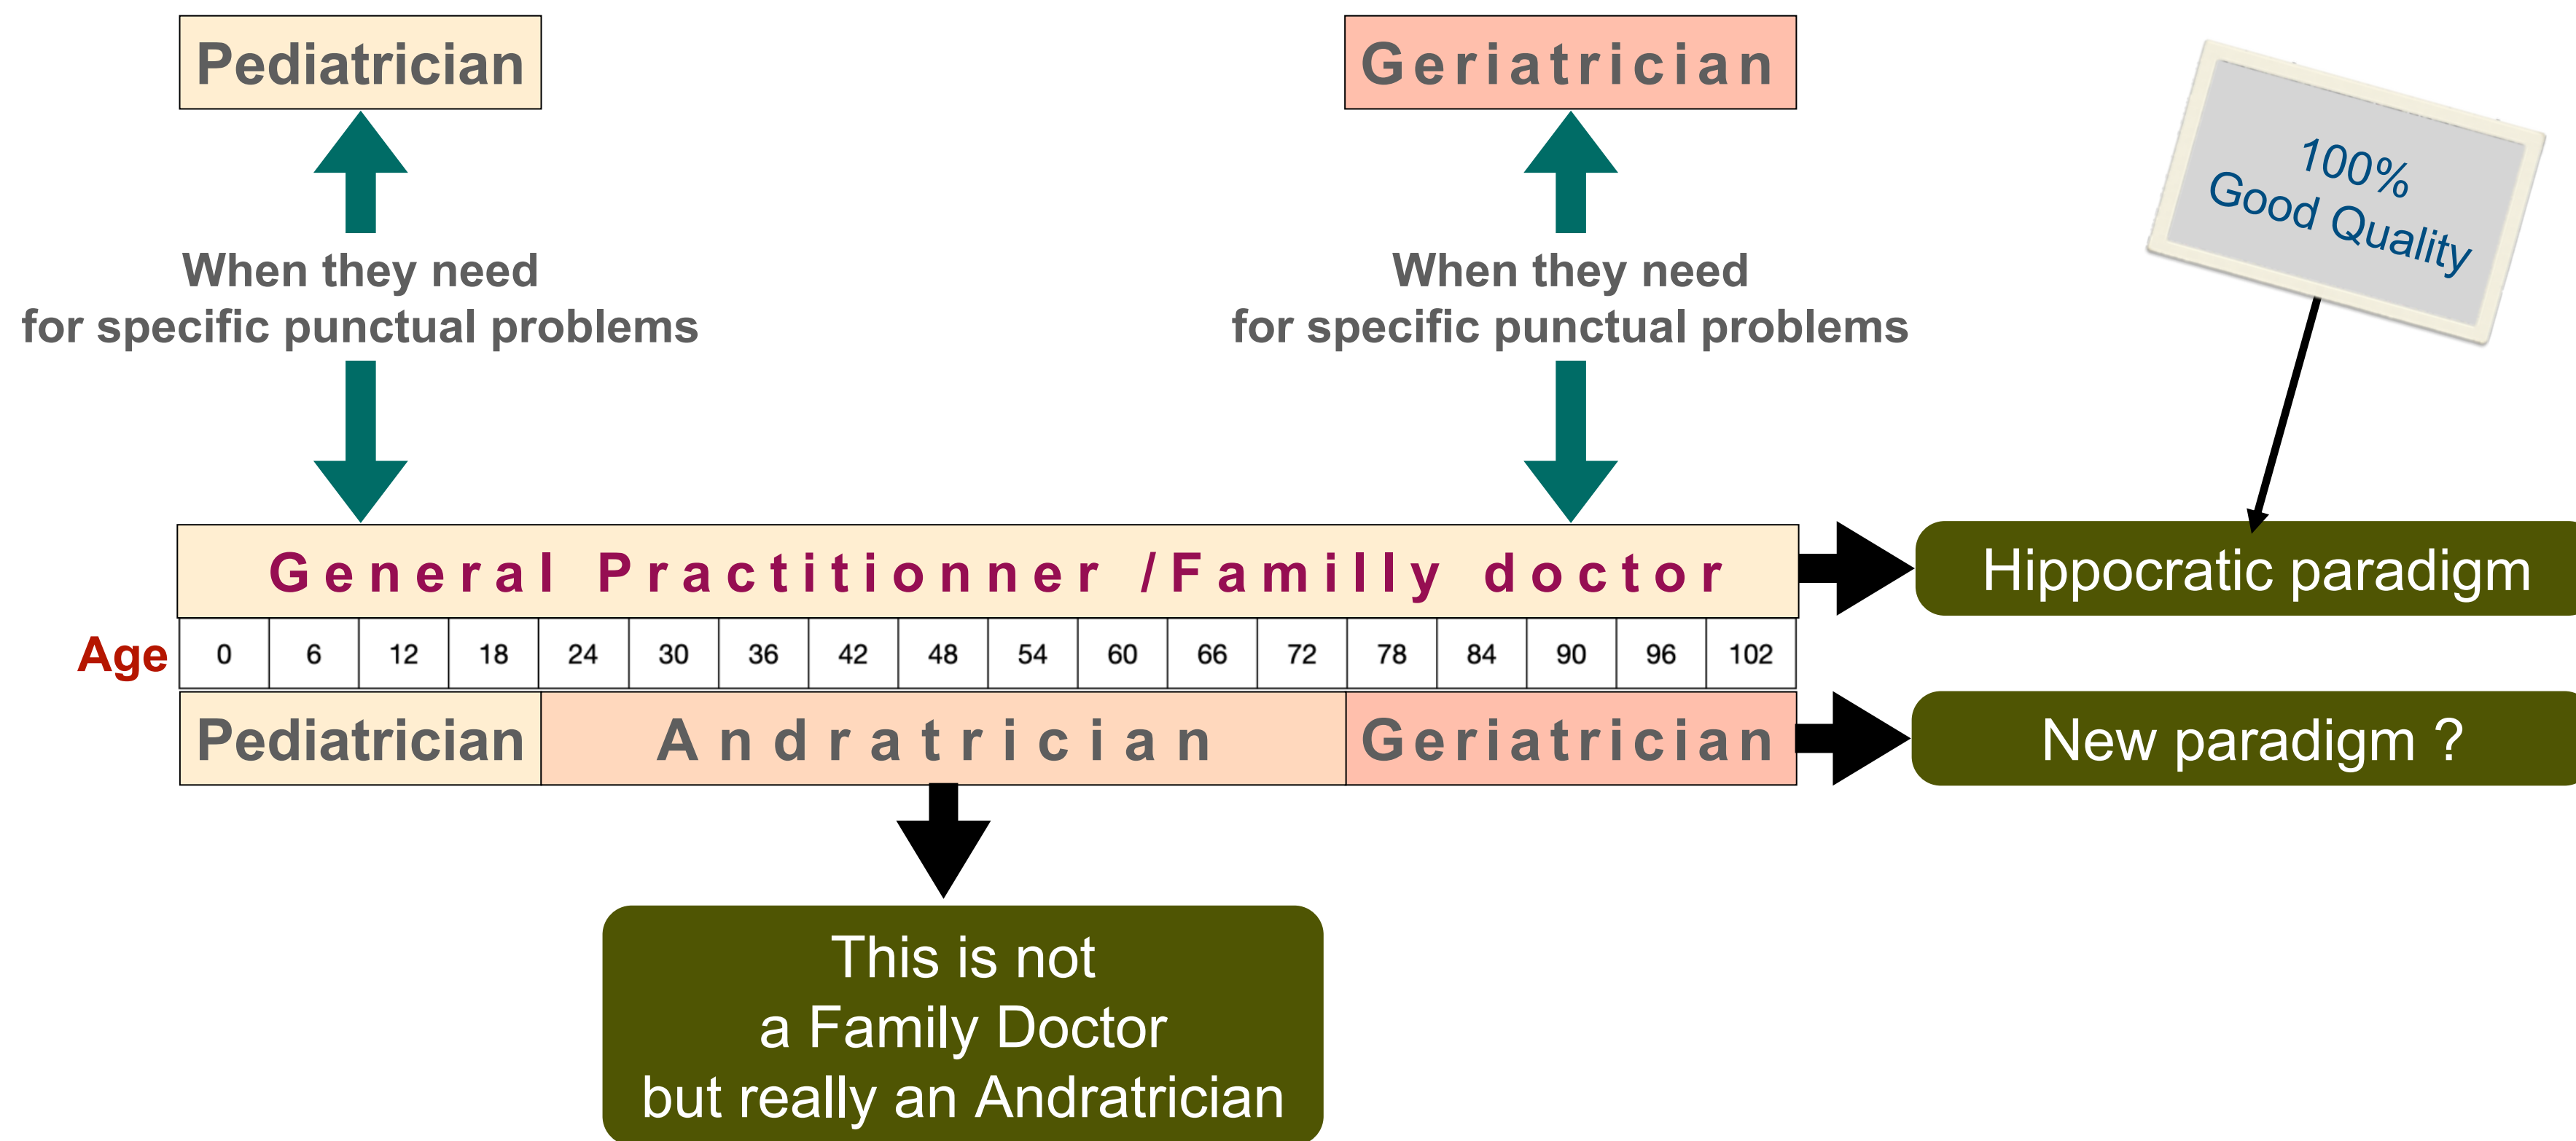 Pediatrician
Geriatrician
100%
Good Quality
When they need
for specific punctual problems
When they need
for specific punctual problems
General Practitionner /Familly doctor
Hippocratic paradigm
Age 0 6 12 18 24 30 36 42 48 54 60 66 72 78 84 90 96 102
Pediatrician Andratrician Geriatrician
New paradigm ?
This is not
a Family Doctor
but really an Andratrician